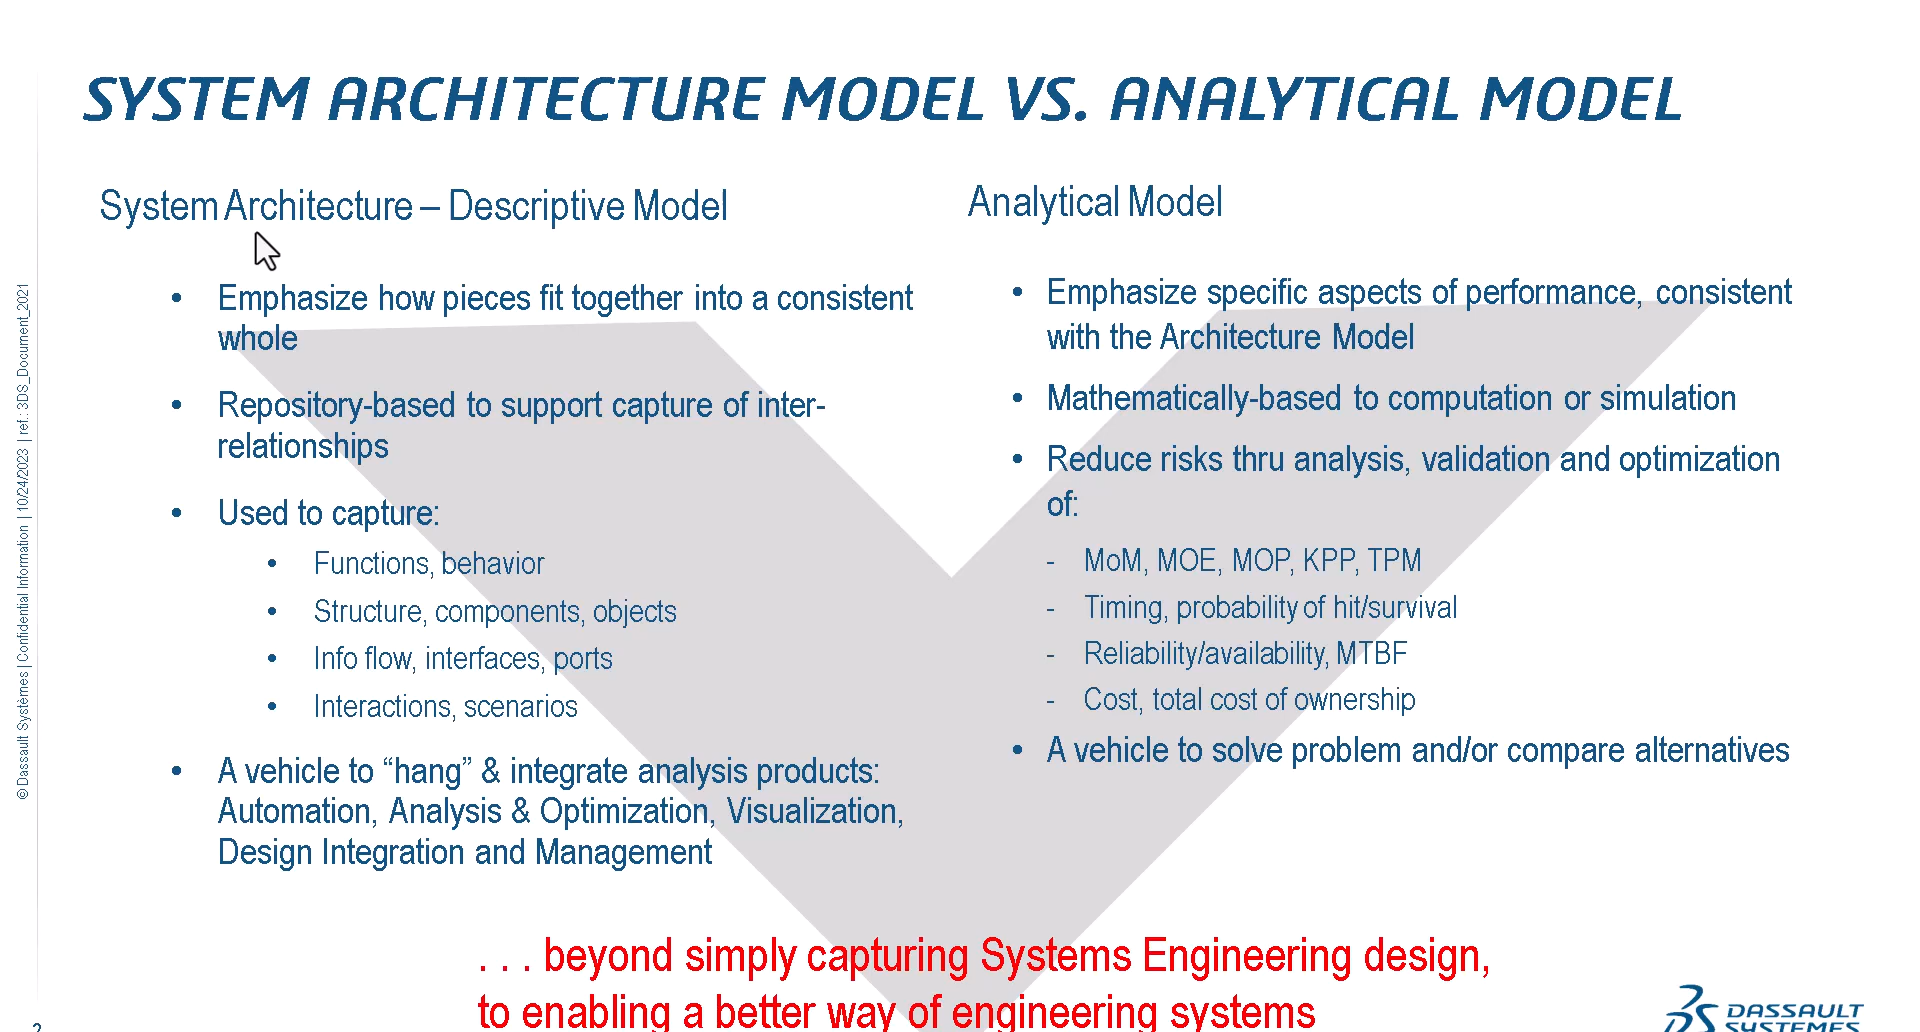 SYSTEM ARCHITECTURE MODEL VS. ANALYTICAL MODEL
System Architecture – Descriptive Model
• Emphasize how pieces fit together into a consistent
whole
• Repository-based to support capture of inter-
relationships
• Used to capture:
• Functions, behavior
• Structure, components, objects
• Info flow, interfaces, ports
• Interactions, scenarios
• A vehicle to “hang” & integrate analysis products:
Automation, Analysis & Optimization, Visualization,
Design Integration and Management
Analytical Model
• Emphasize specific aspects of performance, consistent
with the Architecture Model
• Mathematically-based to computation or simulation
• Reduce risks thru analysis, validation and optimization
of:
- MoM, MOE, MOP, KPP, TPM
- Timing, probability of hit/survival
- Reliability/availability, MTBF
- Cost, total cost of ownership
• A vehicle to solve problem and/or compare alternatives
. . . beyond simply capturing Systems Engineering design,
to enabling a better way of engineering systems
© Dassault Systèmes | Confidential Information | 10/24/2023 | ref.: 3DS_Document_2021
2
DASSAULT
SYSTEMES